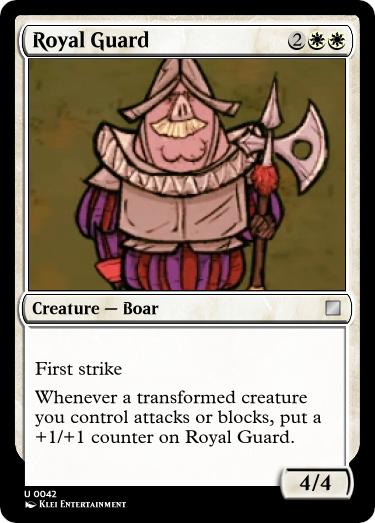 Royal Guard 2
Creature — Boar
First strike
Whenever a transformed creature
you control attacks or blocks, put a
+1/+1 counter on Royal Guard.
4/4
U 0042
KLEI ENTERTAINMENT